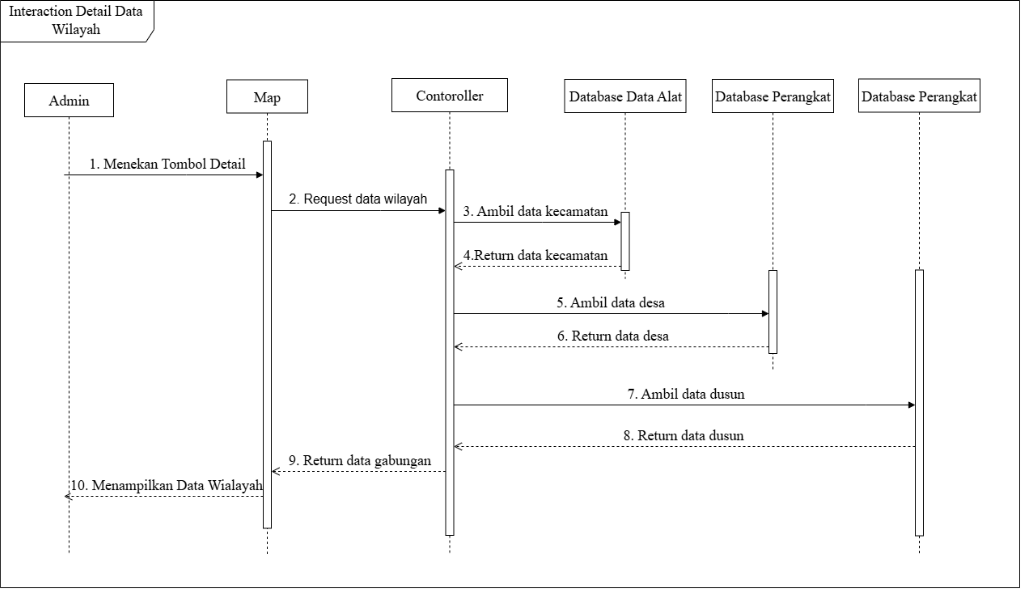 Interaction Detail Data
Wilayah
Admin
Map
Contoroller
Database Data Alat
Database Perangkat
Database Perangkat
1. Menekan Tombol Detail
2. Request data wilayah
3. Ambil data kecamatan
4.Return data kecamatan
5. Ambil data desa
6. Return data desa
7. Ambil data dusun
8. Return data dusun
9. Return data gabungan
10. Menampilkan Data Wialayah